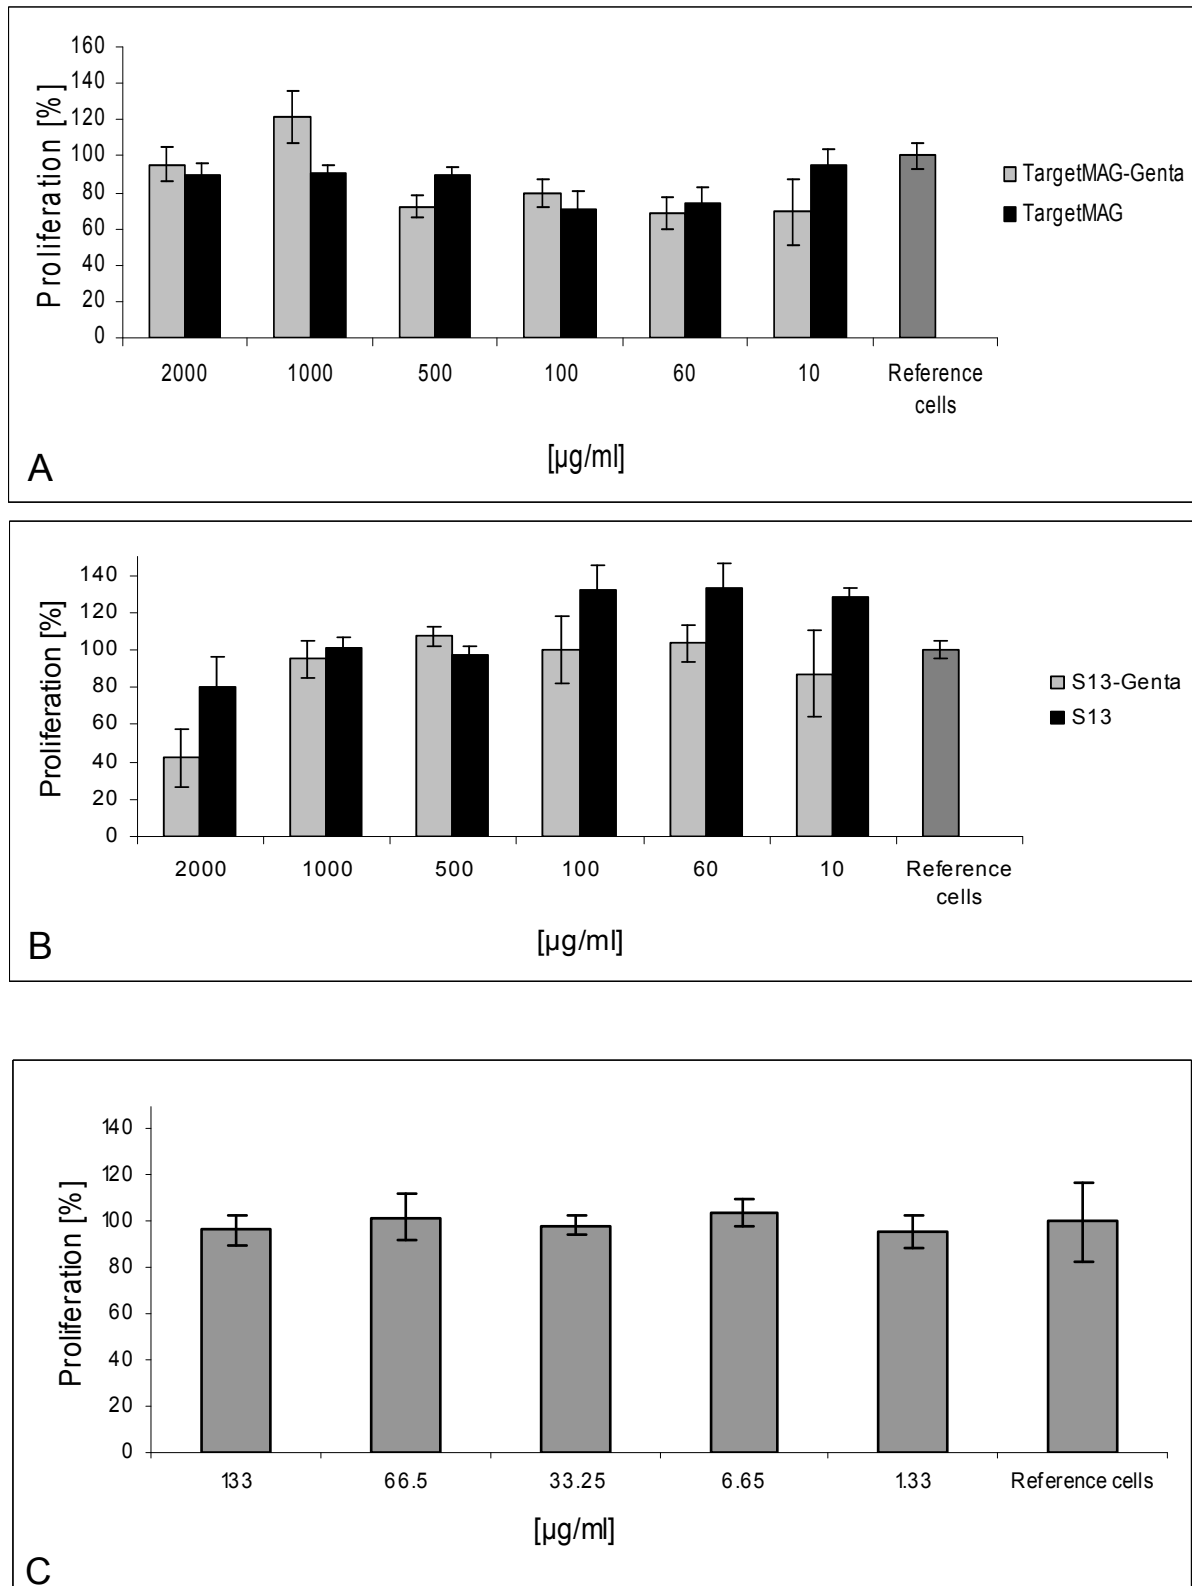 160
140
120
100
80
60
40
20
0
Proliferation [%]
2000 1000 500 100 60 10 Reference
cells
[µg/ml]
TargetMAG-Genta
TargetMAG
A
140
120
100
80
60
40
20
0
Proliferation [%]
2000 1000 500 100 60 10 Reference
cells
[µg/ml]
S13-Genta
S13
B
140
120
100
80
60
40
20
0
Proliferation [%]
133 66.5 33.25 6.65 1.33 Reference cells
[µg/ml]
C